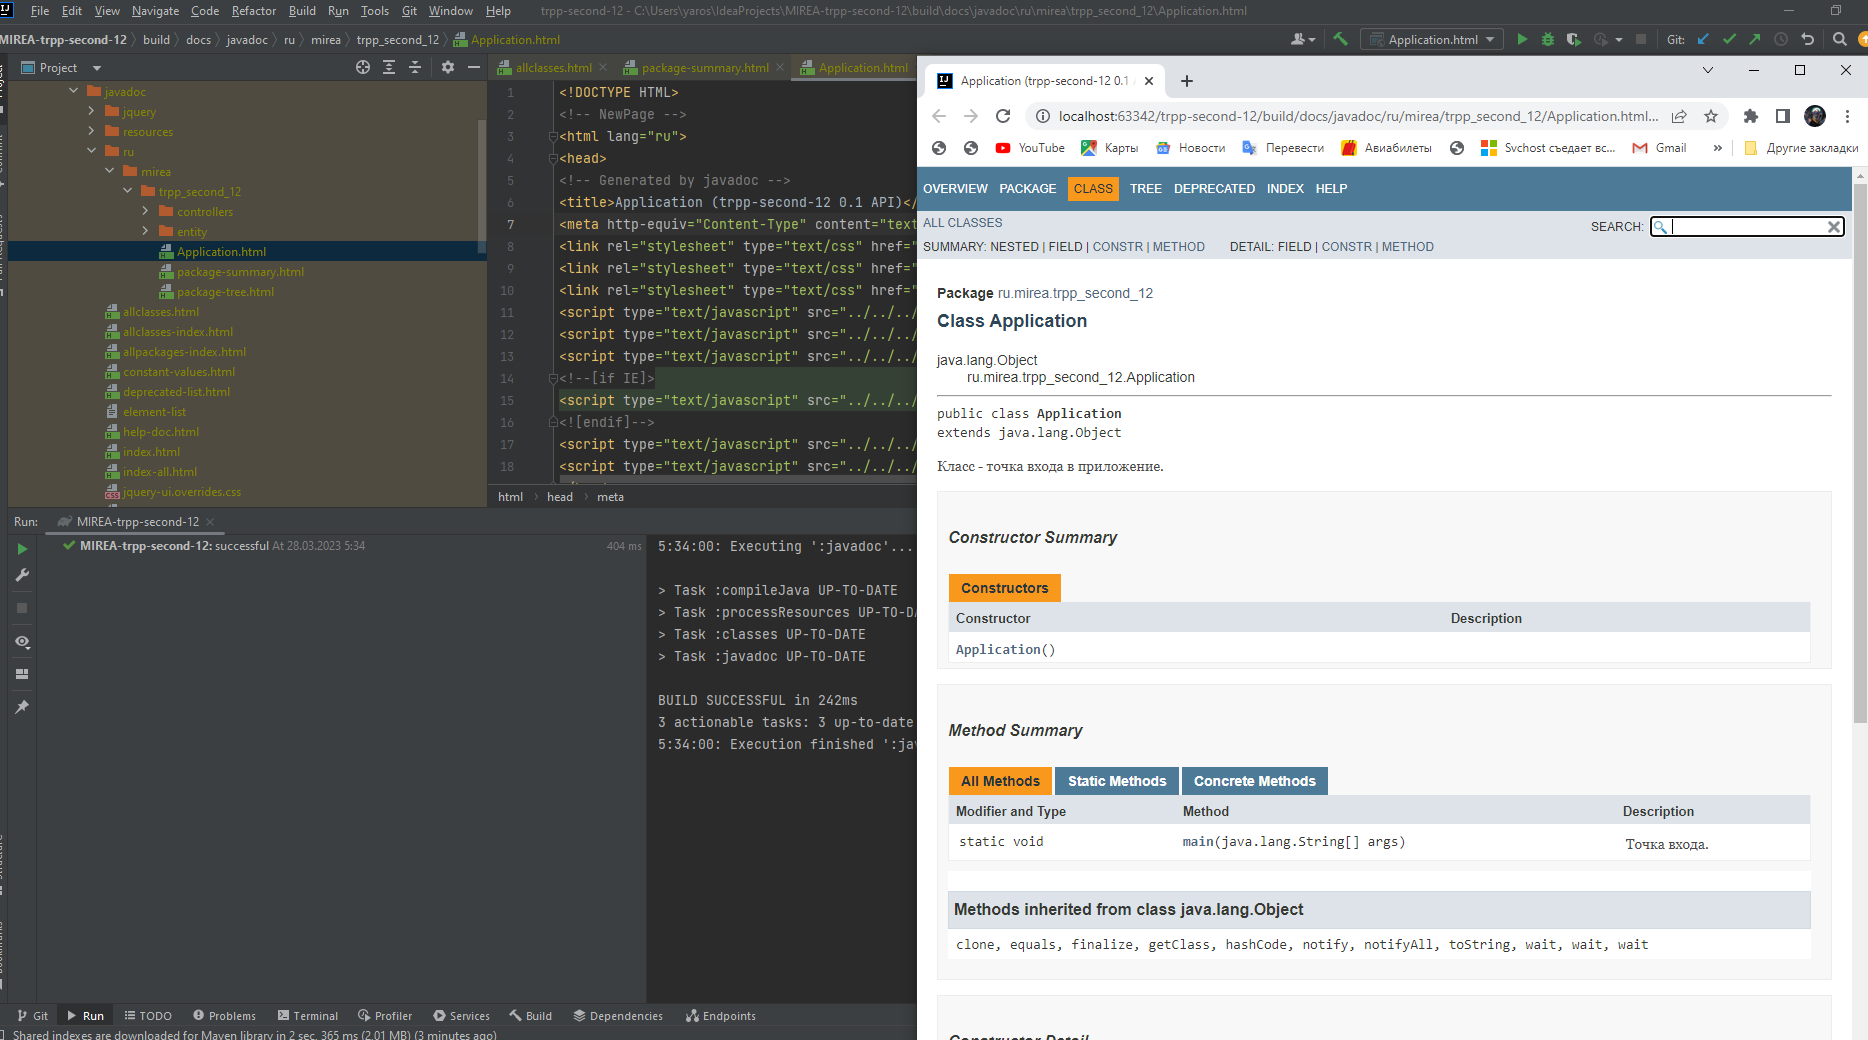 File Edit View Navigate Code Refactor Build Run Tools Git Window Help trpp-second-12 - C:\Users\yaros\IdeaProjects\MIREA-trpp-second-12\build\docs\javadoc\ru\mirea\trpp_second_12\Application.html
MIREA-trpp-second-12 build docs javadoc ru mirea trpp_second_12 Application.html
Application.html
Git:
Project
javadoc
jquery
resources
ru
mirea
trpp_second_12
controllers
entity
Application.html
package-summary.html
package-tree.html
allclasses.html
allclasses-index.html
allpackages-index.html
constant-values.html
deprecated-list.html
element-list
help-doc.html
index.html
index-all.html
jquery-ui.overrides.css
allclasses.html package-summary.html Application.html
1 <!DOCTYPE HTML>
2 <!-- NewPage -->
3 <html lang="ru">
4 <head>
5 <!-- Generated by javadoc -->
6 <title>Application (trpp-second-12 0.1 API)</
7 <meta http-equiv="Content-Type" content="text
8 <link rel="stylesheet" type="text/css" href="
9 <link rel="stylesheet" type="text/css" href="
10 <link rel="stylesheet" type="text/css" href="
11 <script type="text/javascript" src="../../../
12 <script type="text/javascript" src="../../../
13 <script type="text/javascript" src="../../../
14 <!--[if IE]>
15 <script type="text/javascript" src="../../../
16 <![endif]-->
17 <script type="text/javascript" src="../../../
18 <script type="text/javascript" src="../../../
html head meta
Run: MIREA-trpp-second-12
MIREA-trpp-second-12: successful At 28.03.2023 5:34 404 ms
5:34:00: Executing ':javadoc'...
> Task :compileJava UP-TO-DATE
> Task :processResources UP-TO-DA
> Task :classes UP-TO-DATE
> Task :javadoc UP-TO-DATE
BUILD SUCCESSFUL in 242ms
3 actionable tasks: 3 up-to-date
5:34:00: Execution finished ':jav
Git Run TODO Problems Terminal Profiler Services Build Dependencies Endpoints
Shared indexes are downloaded for Maven library in 2 sec, 365 ms (2.01 MB) (3 minutes ago)
Application (trpp-second-12 0.1
localhost:63342/trpp-second-12/build/docs/javadoc/ru/mirea/trpp_second_12/Application.html...
YouTube Карты Новости Перевести Авиабилеты Svchost съедает вс... Gmail » Другие закладки
OVERVIEW PACKAGE CLASS TREE DEPRECATED INDEX HELP
ALL CLASSES
SEARCH:
SUMMARY: NESTED | FIELD | CONSTR | METHOD DETAIL: FIELD | CONSTR | METHOD
Package ru.mirea.trpp_second_12
Class Application
java.lang.Object
ru.mirea.trpp_second_12.Application
public class Application
extends java.lang.Object
Класс - точка входа в приложение.
Constructor Summary
Constructors
Constructor Description
Application()
Method Summary
All Methods Static Methods Concrete Methods
Modifier and Type Method Description
static void main(java.lang.String[] args) Точка входа.
Methods inherited from class java.lang.Object
clone, equals, finalize, getClass, hashCode, notify, notifyAll, toString, wait, wait, wait
Constructor Detail